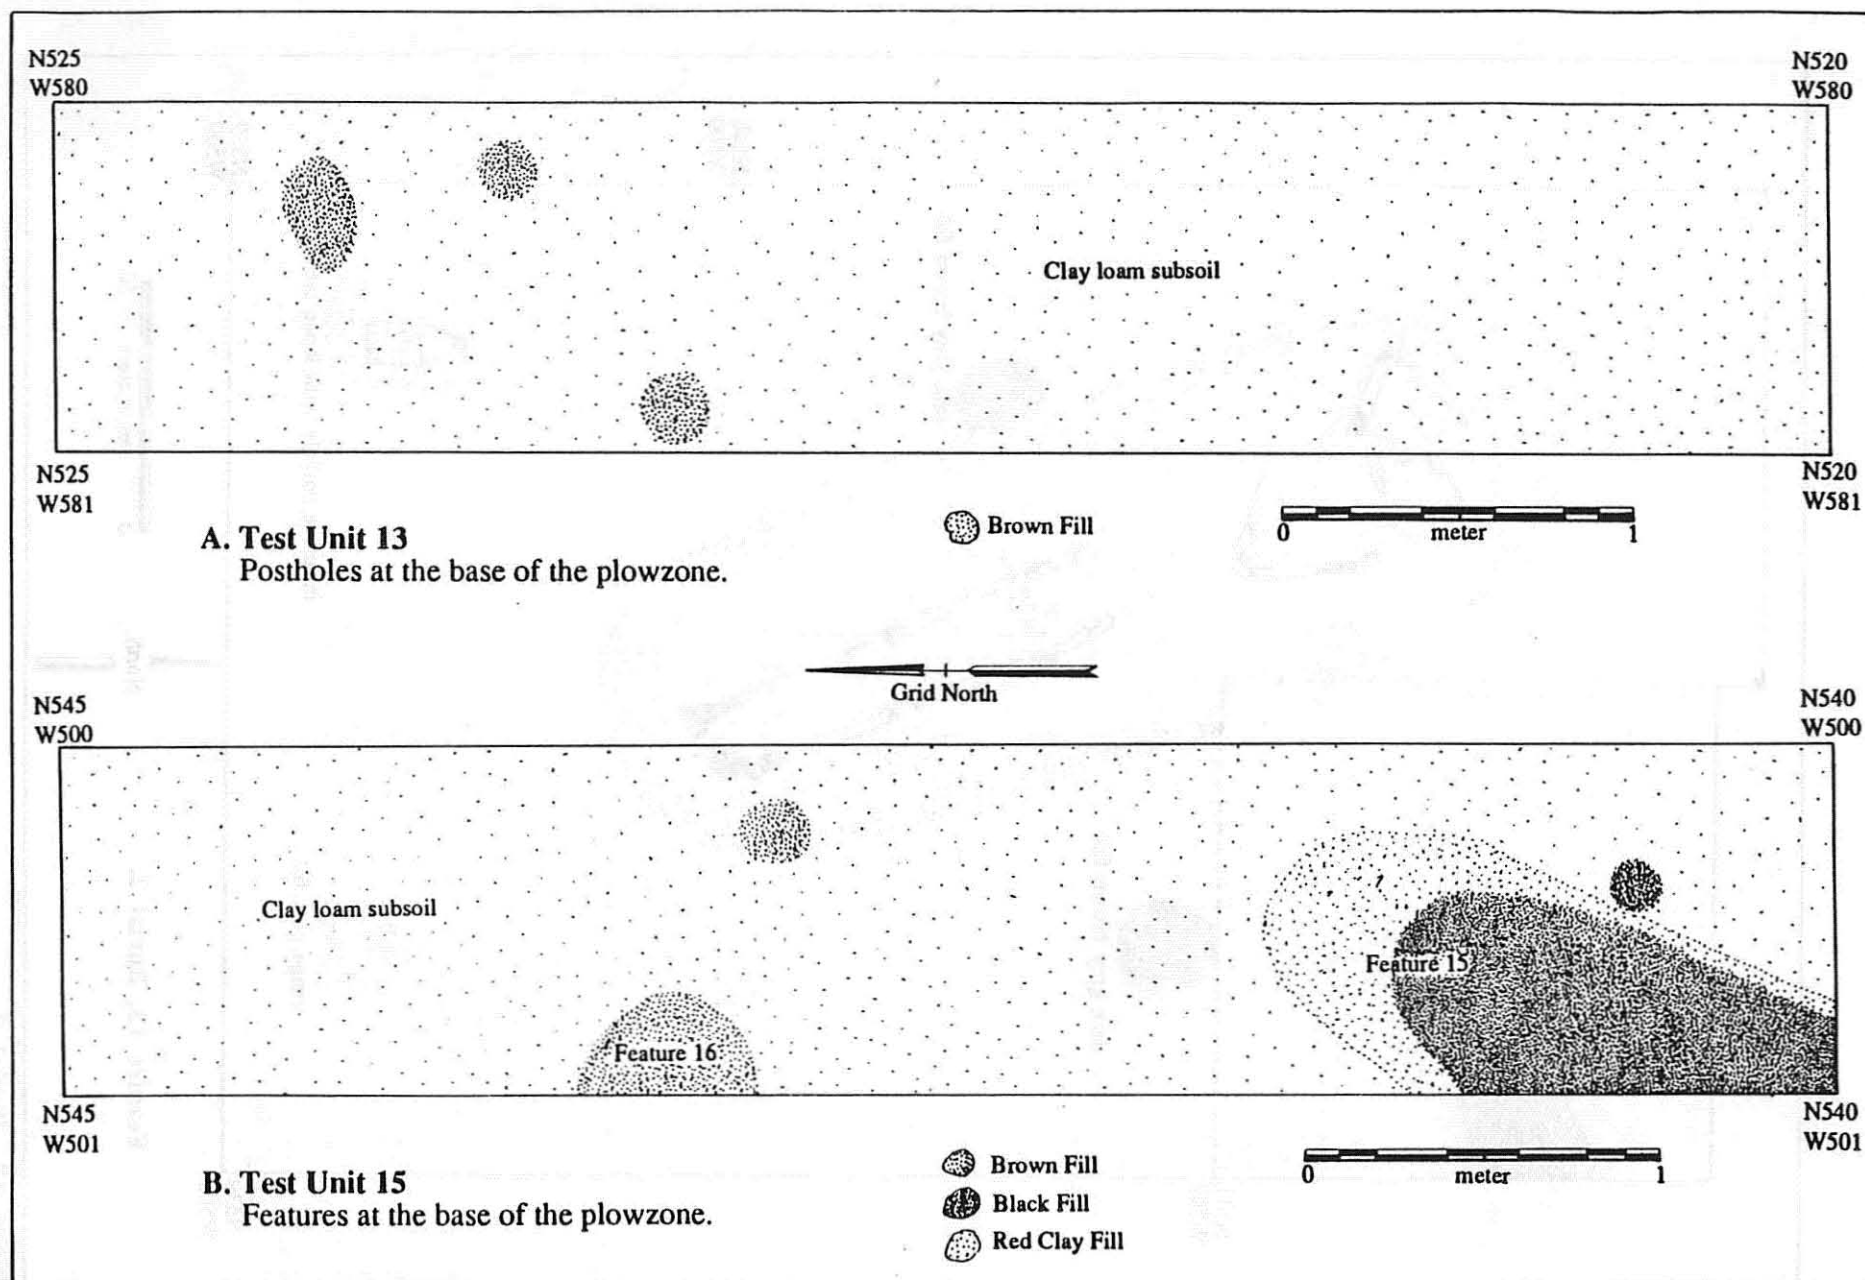 N525
W580
N520
W580
Clay loam subsoil
N525
W581
N520
W581
A. Test Unit 13
Postholes at the base of the plowzone.
Brown Fill
0 meter 1
Grid North
N545
W500
N540
W500
Clay loam subsoil
Feature 15
Feature 16
N545
W501
N540
W501
B. Test Unit 15
Features at the base of the plowzone.
Brown Fill
Black Fill
Red Clay Fill
0 meter 1